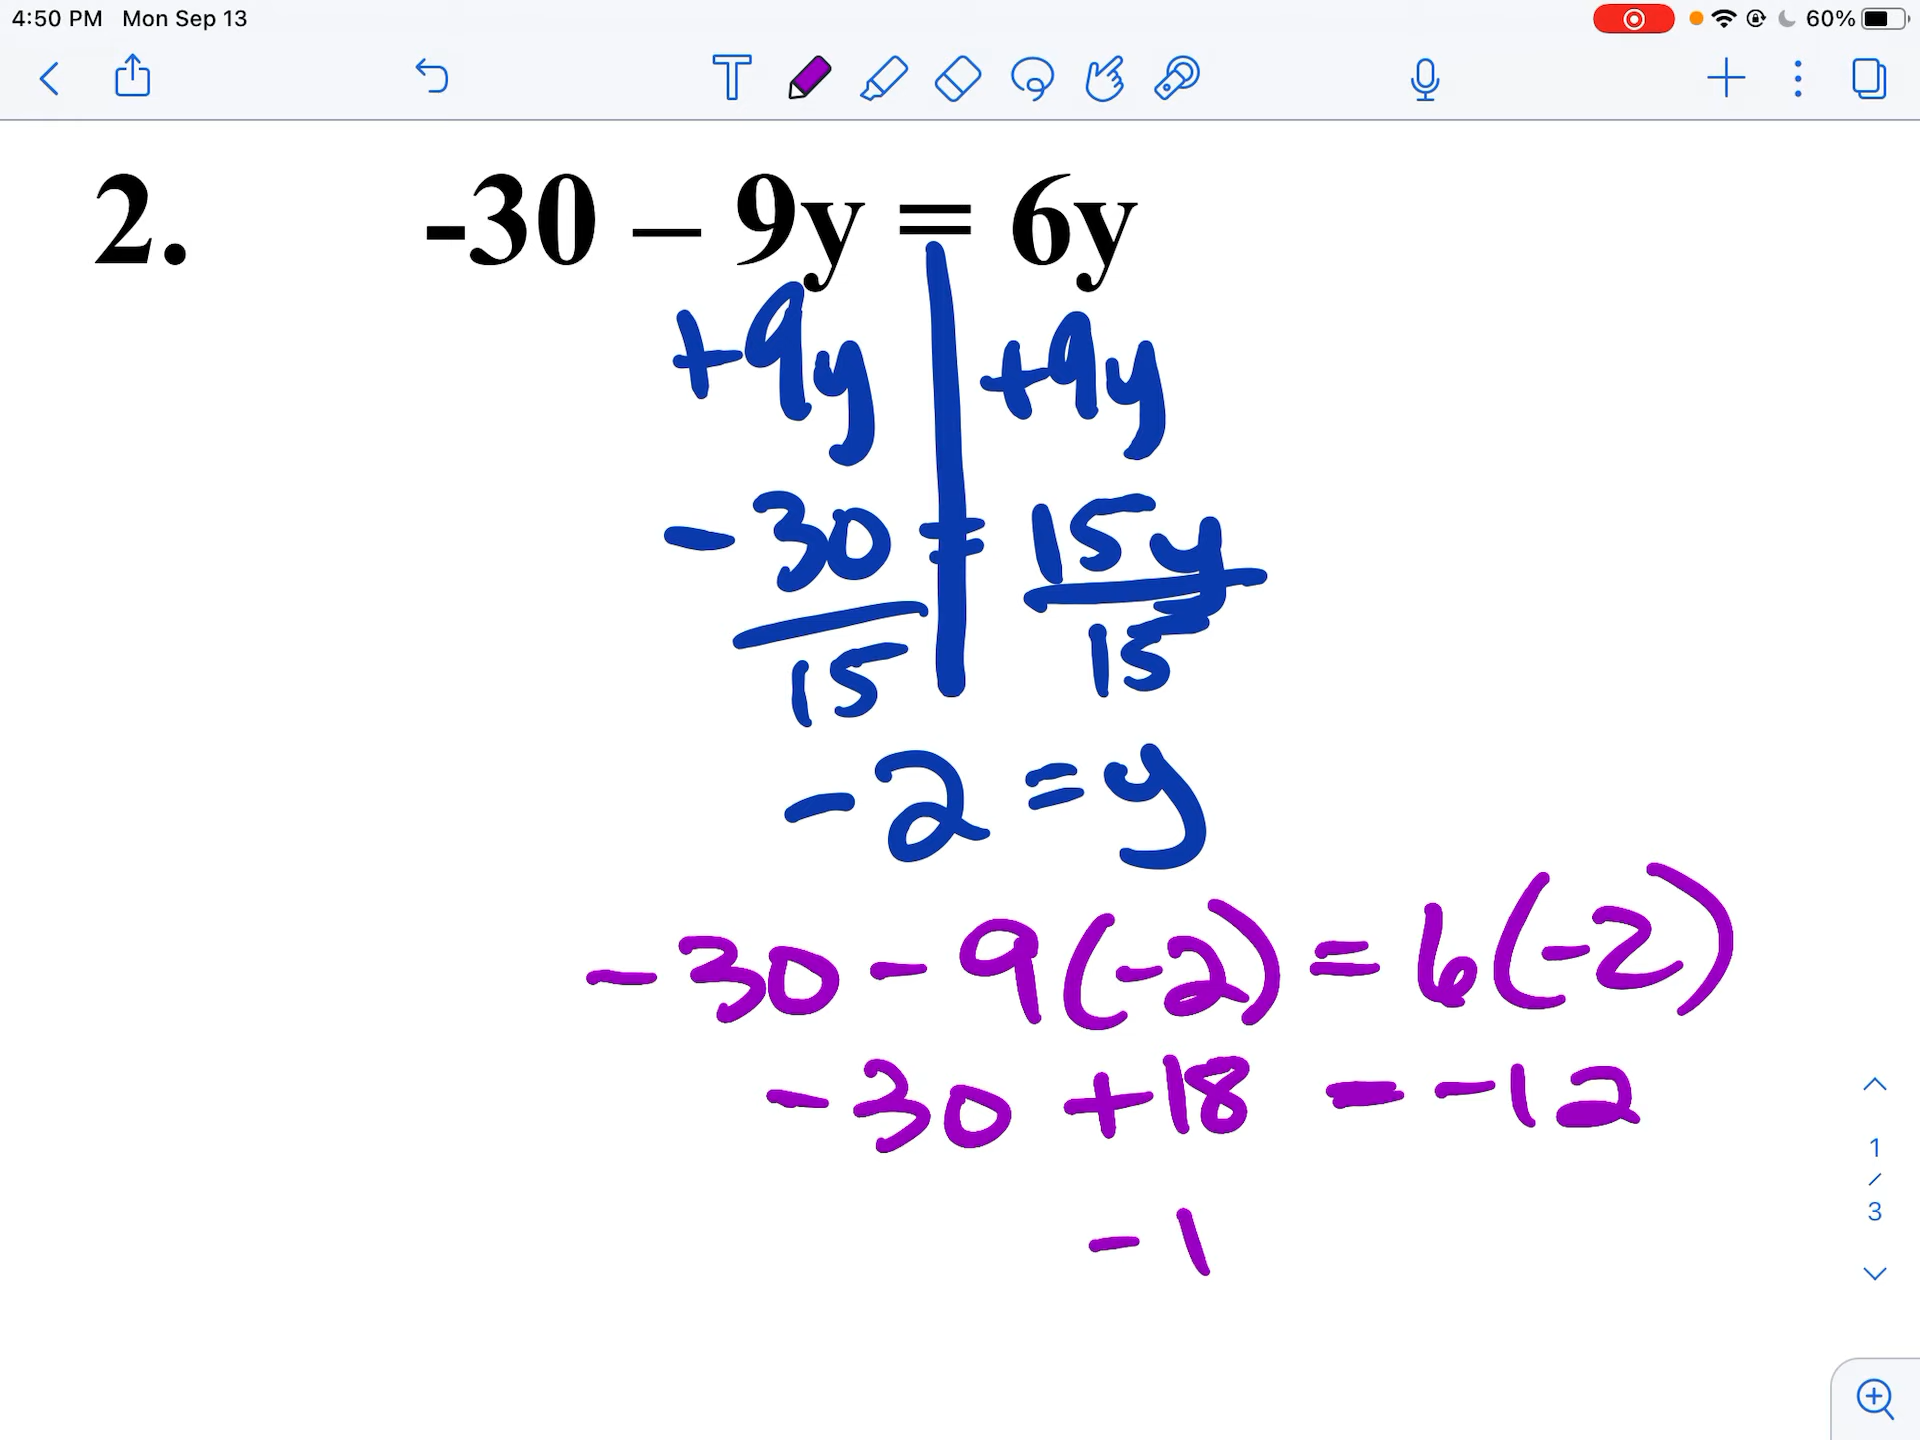 4:50 PM Mon Sep 13 60%
T
2. -30 – 9y = 6y
+9y +9y
-30 = 15y
15 15
-2 = y
-30 - 9(-2) = 6(-2)
-30 +18 = -12
-1
1
/
3